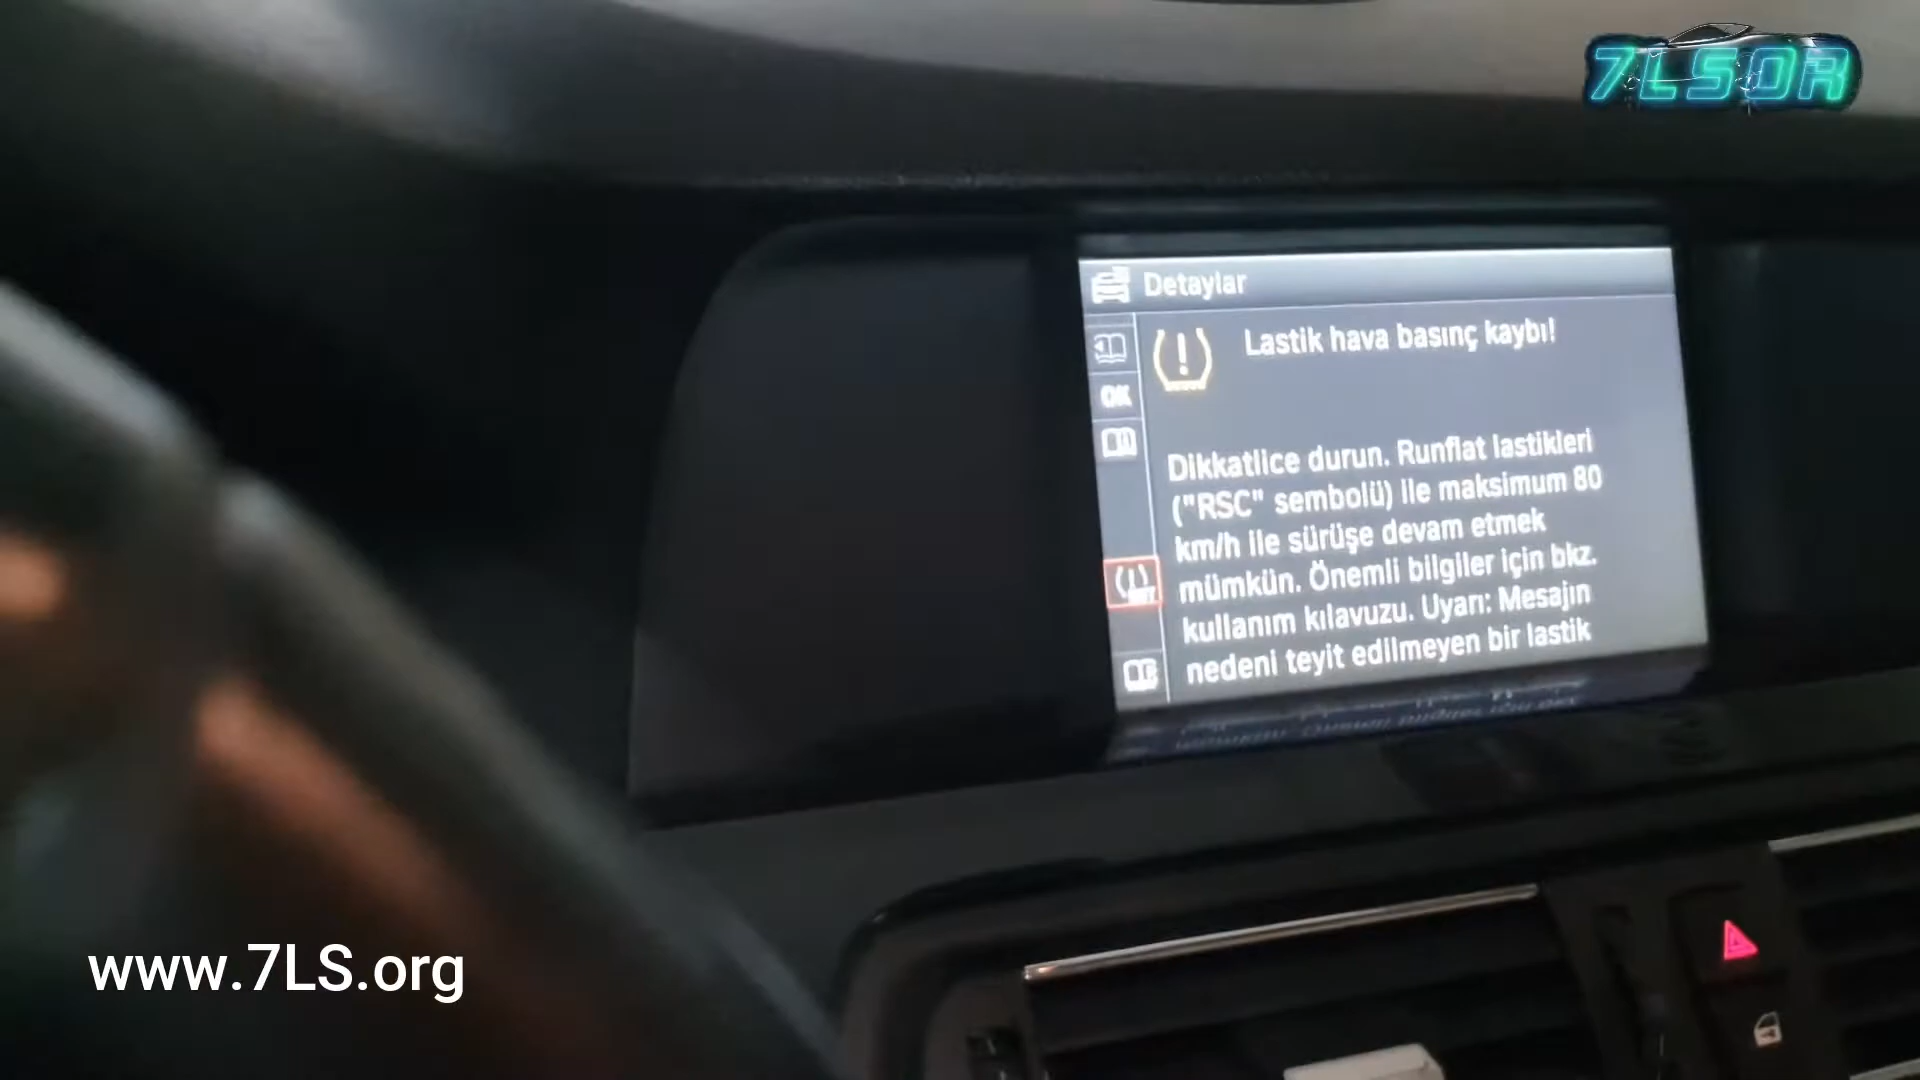 7LSOR
Detaylar
Lastik hava basınç kaybı!
OK
Dikkatlice durun. Runflat lastikleri
("RSC" sembolü) ile maksimum 80
km/h ile sürüşe devam etmek
mümkün. Önemli bilgiler için bkz.
kullanım kılavuzu. Uyarı: Mesajın
nedeni teyit edilmeyen bir lastik
www.7LS.org